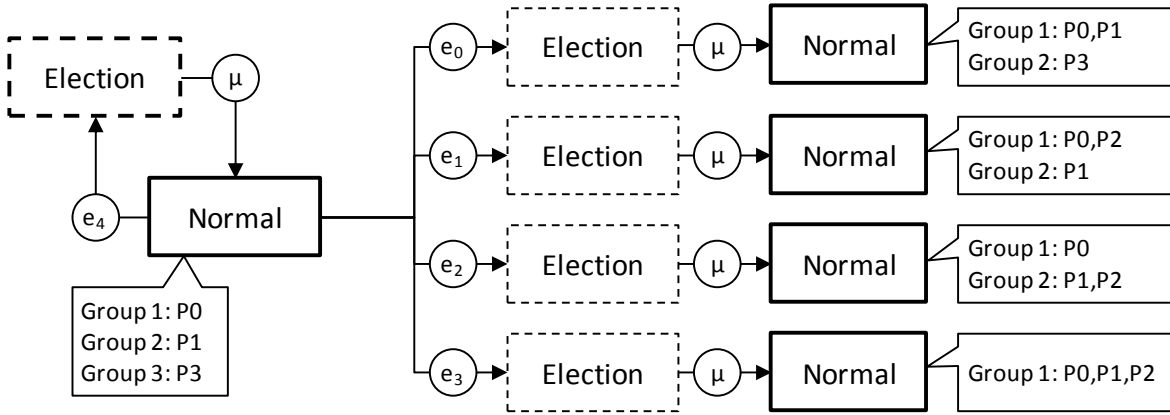 Election
μ
e4
Normal
Group 1: P0
Group 2: P1
Group 3: P3
e0
Election
μ
Normal
Group 1: P0,P1
Group 2: P3
e1
Election
μ
Normal
Group 1: P0,P2
Group 2: P1
e2
Election
μ
Normal
Group 1: P0
Group 2: P1,P2
e3
Election
μ
Normal
Group 1: P0,P1,P2